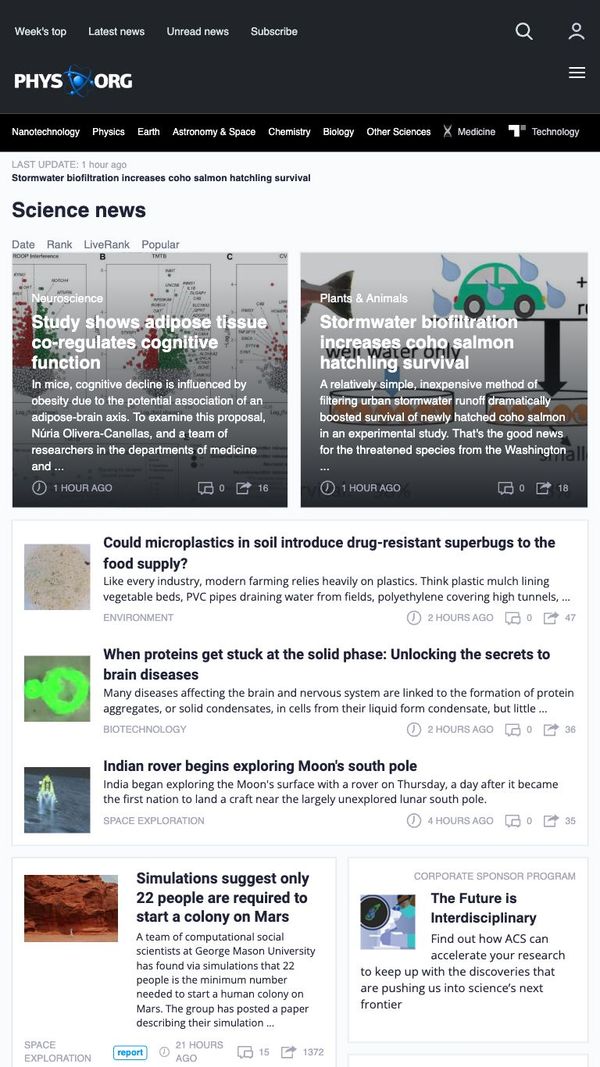 Week's top Latest news Unread news Subscribe
PHYS ORG
Nanotechnology Physics Earth Astronomy & Space Chemistry Biology Other Sciences Medicine Technology
LAST UPDATE: 1 hour ago
Stormwater biofiltration increases coho salmon hatchling survival
Science news
Date Rank LiveRank Popular
Neuroscience
Study shows adipose tissue
co-regulates cognitive
function
In mice, cognitive decline is influenced by
obesity due to the potential association of an
adipose-brain axis. To examine this proposal,
Núria Olivera-Canellas, and a team of
researchers in the departments of medicine
and ...
1 HOUR AGO 0 16
Plants & Animals
Stormwater biofiltration
increases coho salmon
hatchling survival
well water only
A relatively simple, inexpensive method of
filtering urban stormwater runoff dramatically
boosted survival of newly hatched coho salmon
in an experimental study. That's the good news
for the threatened species from the Washington
...
1 HOUR AGO 0 18
Could microplastics in soil introduce drug-resistant superbugs to the
food supply?
Like every industry, modern farming relies heavily on plastics. Think plastic mulch lining
vegetable beds, PVC pipes draining water from fields, polyethylene covering high tunnels, ...
ENVIRONMENT 2 HOURS AGO 0 47
When proteins get stuck at the solid phase: Unlocking the secrets to
brain diseases
Many diseases affecting the brain and nervous system are linked to the formation of protein
aggregates, or solid condensates, in cells from their liquid form condensate, but little ...
BIOTECHNOLOGY 2 HOURS AGO 0 36
Indian rover begins exploring Moon's south pole
India began exploring the Moon's surface with a rover on Thursday, a day after it became
the first nation to land a craft near the largely unexplored lunar south pole.
SPACE EXPLORATION 4 HOURS AGO 0 35
Simulations suggest only
22 people are required to
start a colony on Mars
A team of computational social
scientists at George Mason University
has found via simulations that 22
people is the minimum number
needed to start a human colony on
Mars. The group has posted a paper
describing their simulation ...
SPACE
EXPLORATION report 21 HOURS
AGO 15 1372
CORPORATE SPONSOR PROGRAM
The Future is
Interdisciplinary
Find out how ACS can
accelerate your research
to keep up with the discoveries that
are pushing us into science's next
frontier